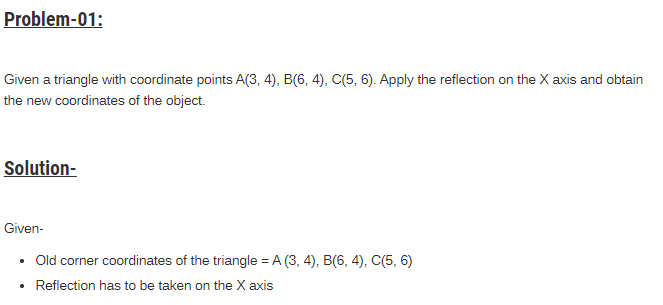 Problem-01:
Given a triangle with coordinate points A(3, 4), B(6, 4), C(5, 6). Apply the reflection on the X axis and obtain
the new coordinates of the object.
Solution-
Given-
• Old corner coordinates of the triangle = A (3, 4), B(6, 4), C(5, 6)
• Reflection has to be taken on the X axis